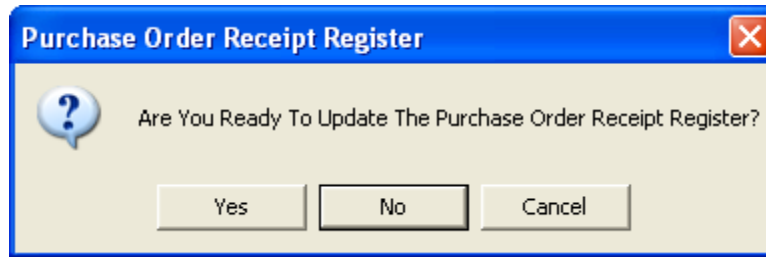 Purchase Order Receipt Register
Are You Ready To Update The Purchase Order Receipt Register?
Yes
No
Cancel